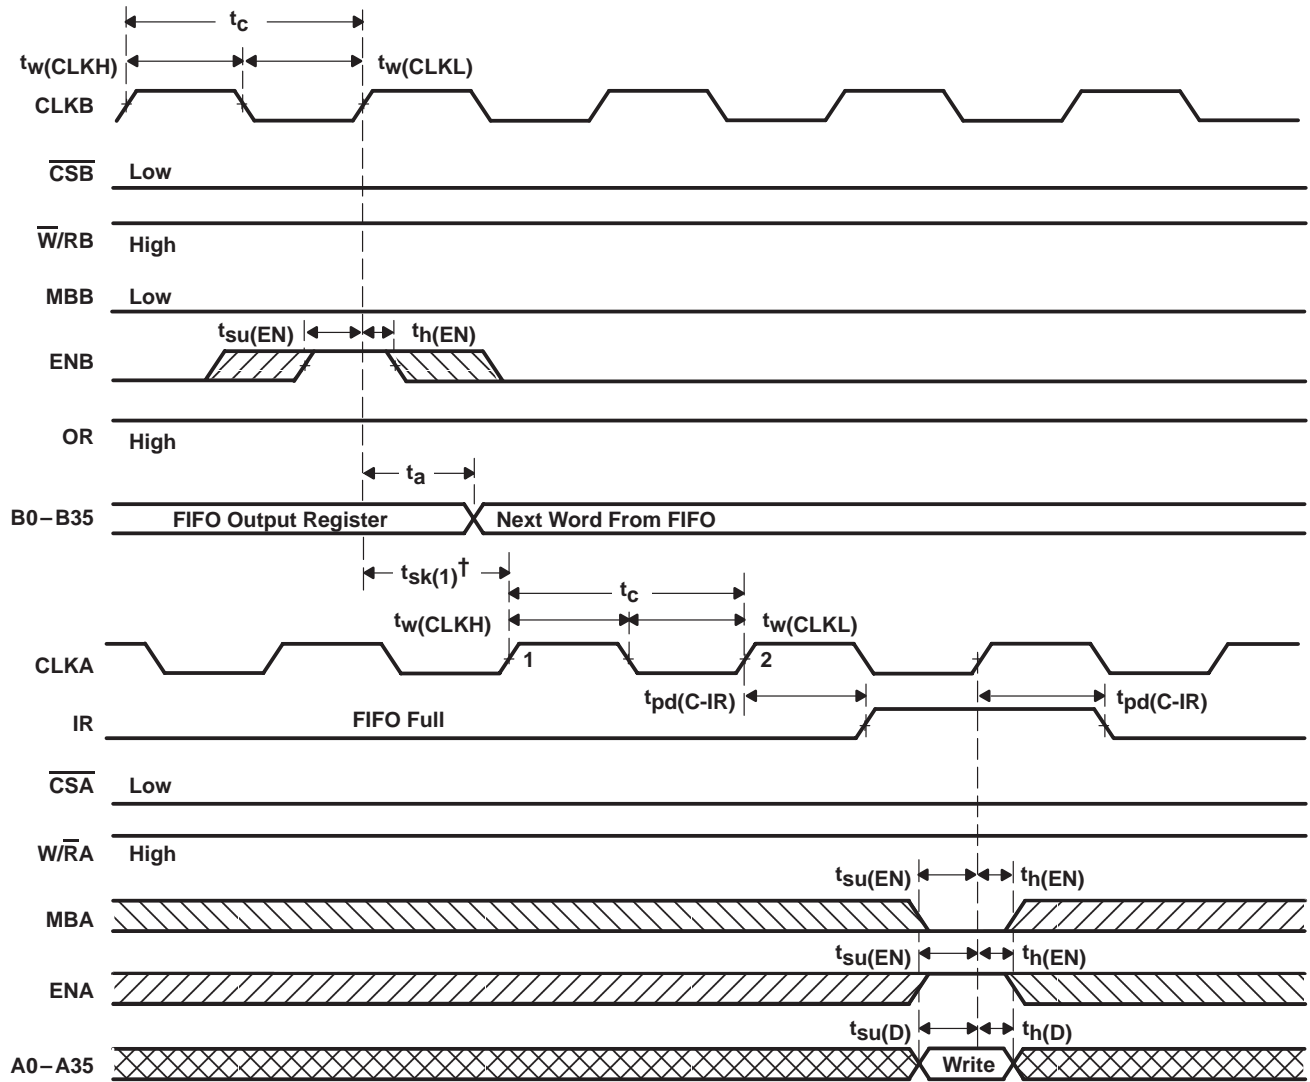 tc
tw(CLKH) tw(CLKL)
CLKB
CSB Low
W/RB High
MBB Low
tsu(EN) th(EN)
ENB
OR High
ta
B0–B35 FIFO Output Register Next Word From FIFO
tsk(1)†
tc
tw(CLKH) tw(CLKL)
CLKA 1 2
tpd(C-IR) tpd(C-IR)
IR FIFO Full
CSA Low
W/RA High
tsu(EN) th(EN)
MBA
tsu(EN) th(EN)
ENA
tsu(D) th(D)
A0–A35 Write